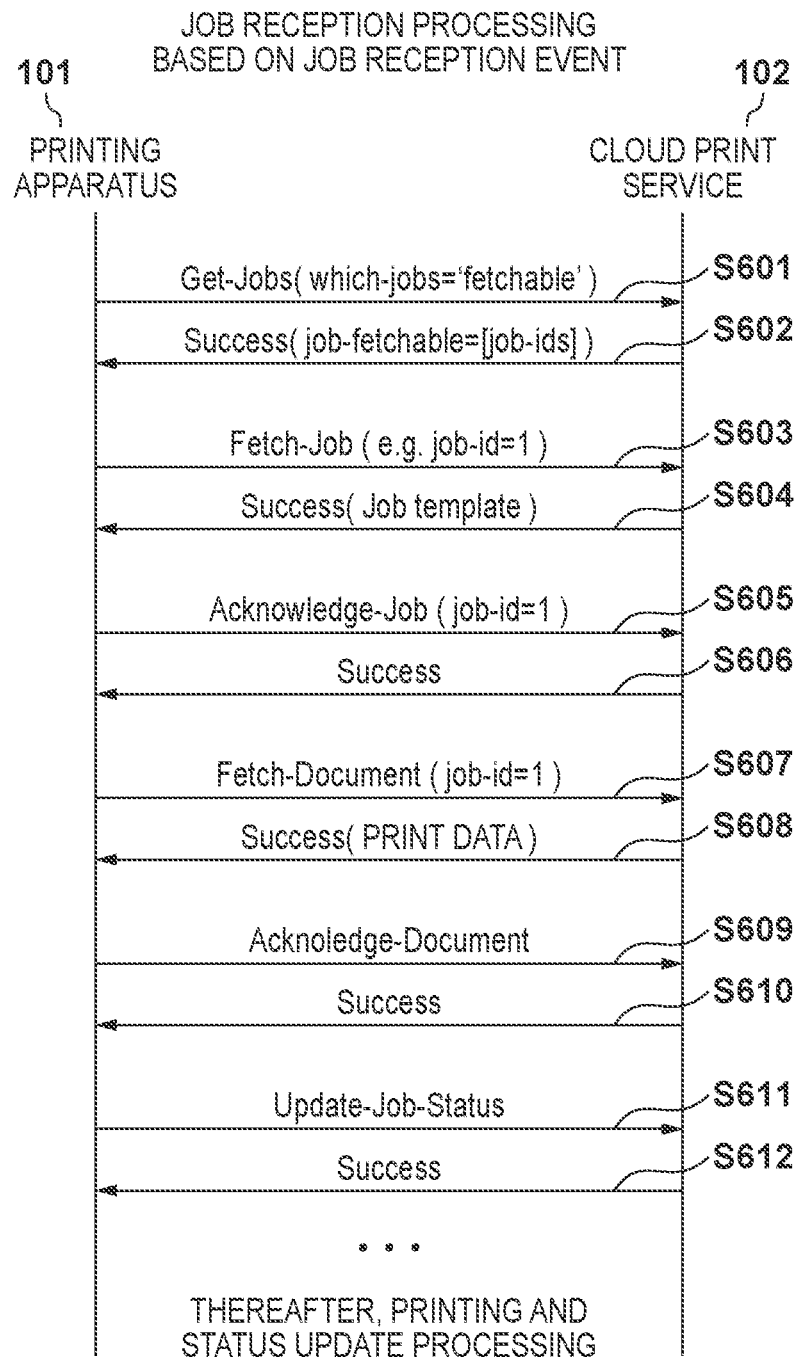 JOB RECEPTION PROCESSING
BASED ON JOB RECEPTION EVENT
101
102
PRINTING
APPARATUS
CLOUD PRINT
SERVICE
Get-Jobs( which-jobs='fetchable' )
S601
Success( job-fetchable=[job-ids] )
S602
Fetch-Job ( e.g. job-id=1 )
S603
Success( Job template )
S604
Acknowledge-Job ( job-id=1 )
S605
Success
S606
Fetch-Document ( job-id=1 )
S607
Success( PRINT DATA )
S608
Acknoledge-Document
S609
Success
S610
Update-Job-Status
S611
Success
S612
• • •
THEREAFTER, PRINTING AND
STATUS UPDATE PROCESSING